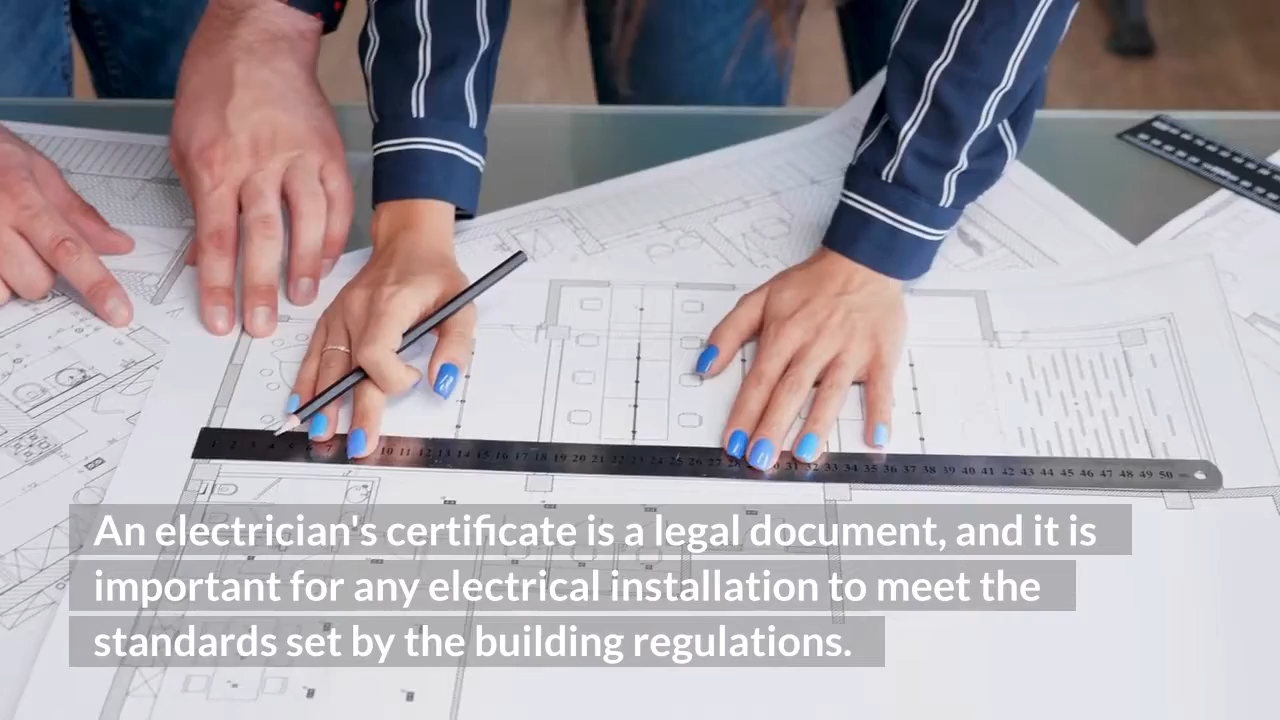 An electrician's certificate is a legal document, and it is
important for any electrical installation to meet the
standards set by the building regulations.